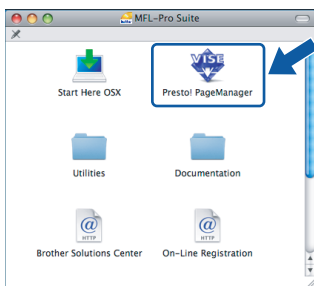 MFL-Pro Suite
VISE
Start Here OSX
Presto! PageManager
Utilities
Documentation
@
HTTP
@
HTTP
Brother Solutions Center
On-Line Registration